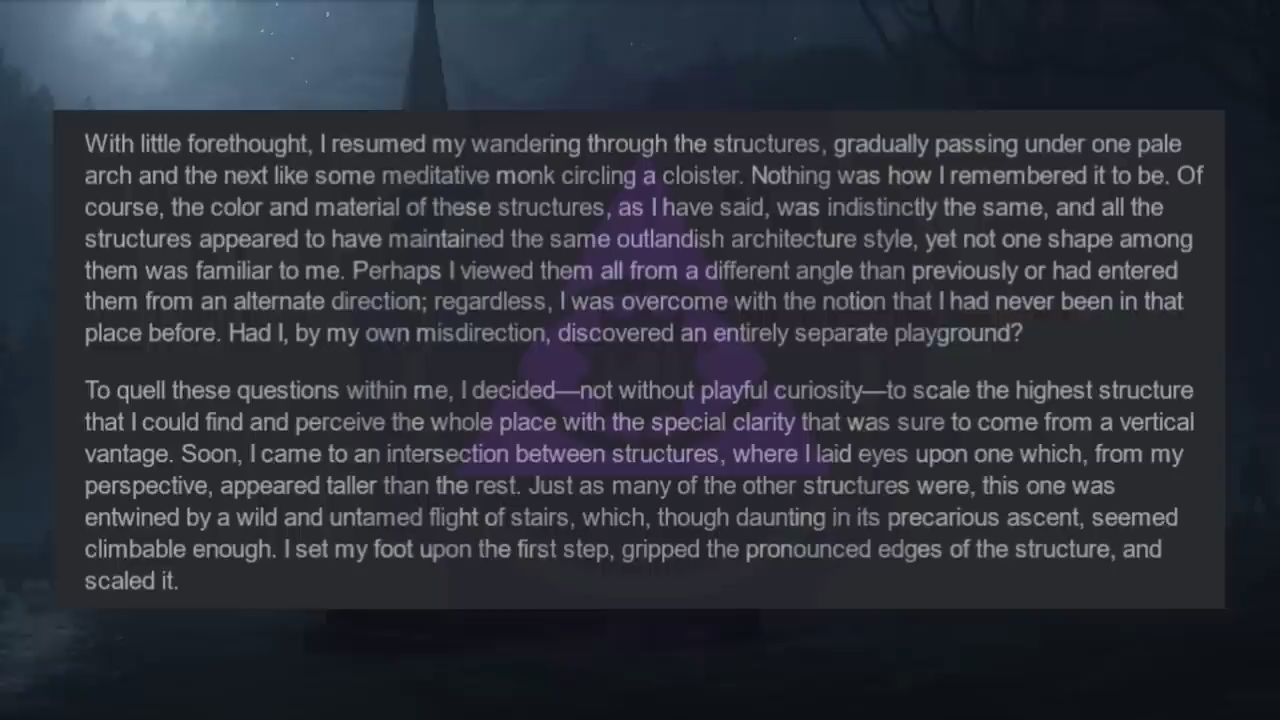 With little forethought, I resumed my wandering through the structures, gradually passing under one pale
arch and the next like some meditative monk circling a cloister. Nothing was how I remembered it to be. Of
course, the color and material of these structures, as I have said, was indistinctly the same, and all the
structures appeared to have maintained the same outlandish architecture style, yet not one shape among
them was familiar to me. Perhaps I viewed them all from a different angle than previously or had entered
them from an alternate direction; regardless, I was overcome with the notion that I had never been in that
place before. Had I, by my own misdirection, discovered an entirely separate playground?
To quell these questions within me, I decided—not without playful curiosity—to scale the highest structure
that I could find and perceive the whole place with the special clarity that was sure to come from a vertical
vantage. Soon, I came to an intersection between structures, where I laid eyes upon one which, from my
perspective, appeared taller than the rest. Just as many of the other structures were, this one was
entwined by a wild and untamed flight of stairs, which, though daunting in its precarious ascent, seemed
climbable enough. I set my foot upon the first step, gripped the pronounced edges of the structure, and
scaled it.